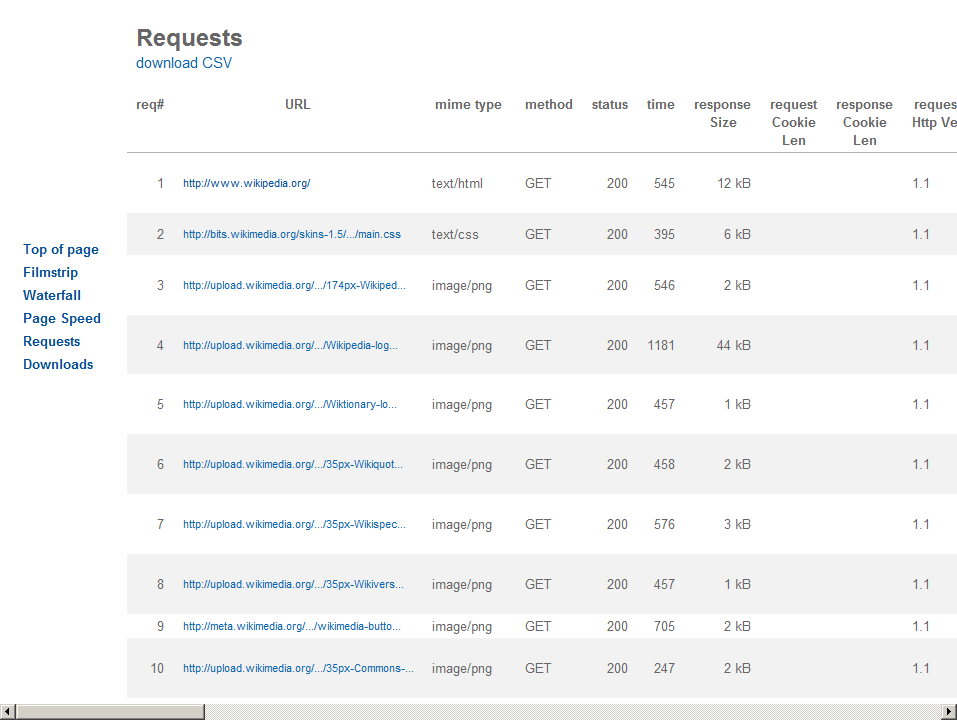 Requests
download CSV
req# URL mime type method status time response Size request Cookie Len response Cookie Len reques Http Ve
1 http://www.wikipedia.org/ text/html GET 200 545 12 kB 1.1
2 http://bits.wikimedia.org/skins-1.5/.../main.css text/css GET 200 395 6 kB 1.1
3 http://upload.wikimedia.org/.../174px-Wikiped... image/png GET 200 546 2 kB 1.1
4 http://upload.wikimedia.org/.../Wikipedia-log... image/png GET 200 1181 44 kB 1.1
5 http://upload.wikimedia.org/.../Wiktionary-lo... image/png GET 200 457 1 kB 1.1
6 http://upload.wikimedia.org/.../35px-Wikiquot... image/png GET 200 458 2 kB 1.1
7 http://upload.wikimedia.org/.../35px-Wikispec... image/png GET 200 576 3 kB 1.1
8 http://upload.wikimedia.org/.../35px-Wikivers... image/png GET 200 457 1 kB 1.1
9 http://meta.wikimedia.org/.../wikimedia-butto... image/png GET 200 705 2 kB 1.1
10 http://upload.wikimedia.org/.../35px-Commons-... image/png GET 200 247 2 kB 1.1
Top of page
Filmstrip
Waterfall
Page Speed
Requests
Downloads